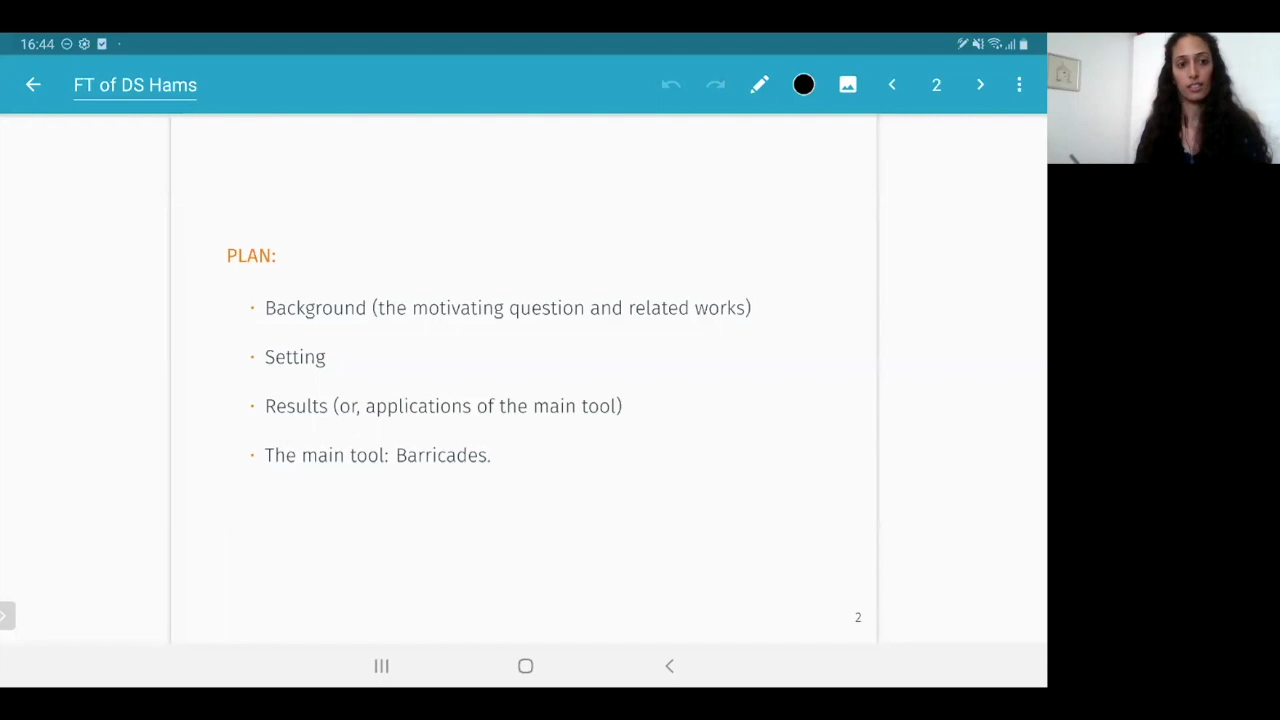 16:44
FT of DS Hams
2
PLAN:
· Background (the motivating question and related works)
· Setting
· Results (or, applications of the main tool)
· The main tool: Barricades.
2